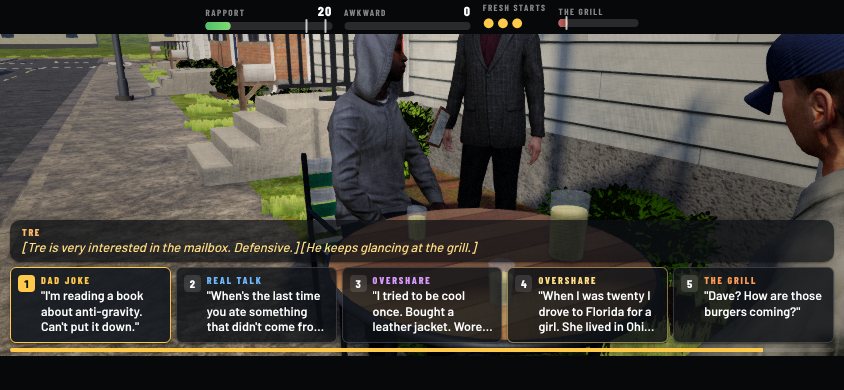 RAPPORT 20 AWKWARD 0 FRESH STARTS THE GRILL
TRE
[Tre is very interested in the mailbox. Defensive.] [He keeps glancing at the grill.]
1 DAD JOKE
"I'm reading a book
about anti-gravity.
Can't put it down."
2 REAL TALK
"When's the last time
you ate something
that didn't come fro...
3 OVERSHARE
"I tried to be cool
once. Bought a
leather jacket. Wore...
4 OVERSHARE
"When I was twenty I
drove to Florida for a
girl. She lived in Ohi...
5 THE GRILL
"Dave? How are those
burgers coming?"